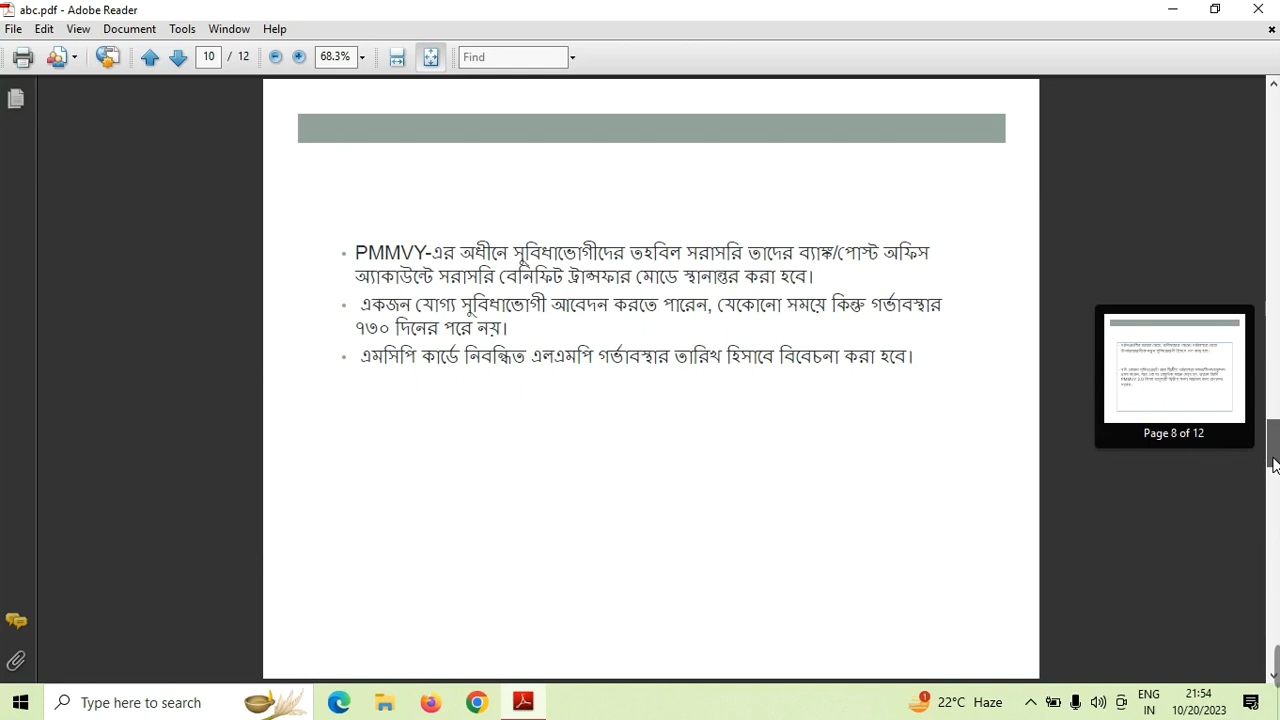 abc.pdf - Adobe Reader
File Edit View Document Tools Window Help
10 / 12 68.3% Find
PMMVY-এর অধীনে সুবিধাভোগীদের তহবিল সরাসরি তাদের ব্যাঙ্ক/পোস্ট অফিস
অ্যাকাউন্টে সরাসরি বেনিফিট ট্রান্সফার মোডে স্থানান্তর করা হবে।
একজন যোগ্য সুবিধাভোগী আবেদন করতে পারেন, যেকোনো সময়ে কিন্তু গর্ভাবস্থার
৭৩০ দিনের পরে নয়।
এমসিপি কার্ডে নিবন্ধিত এলএমপি গর্ভাবস্থার তারিখ হিসাবে বিবেচনা করা হবে।
Page 8 of 12
Type here to search
1
22°C Haze
ENG
IN
21:54
10/20/2023